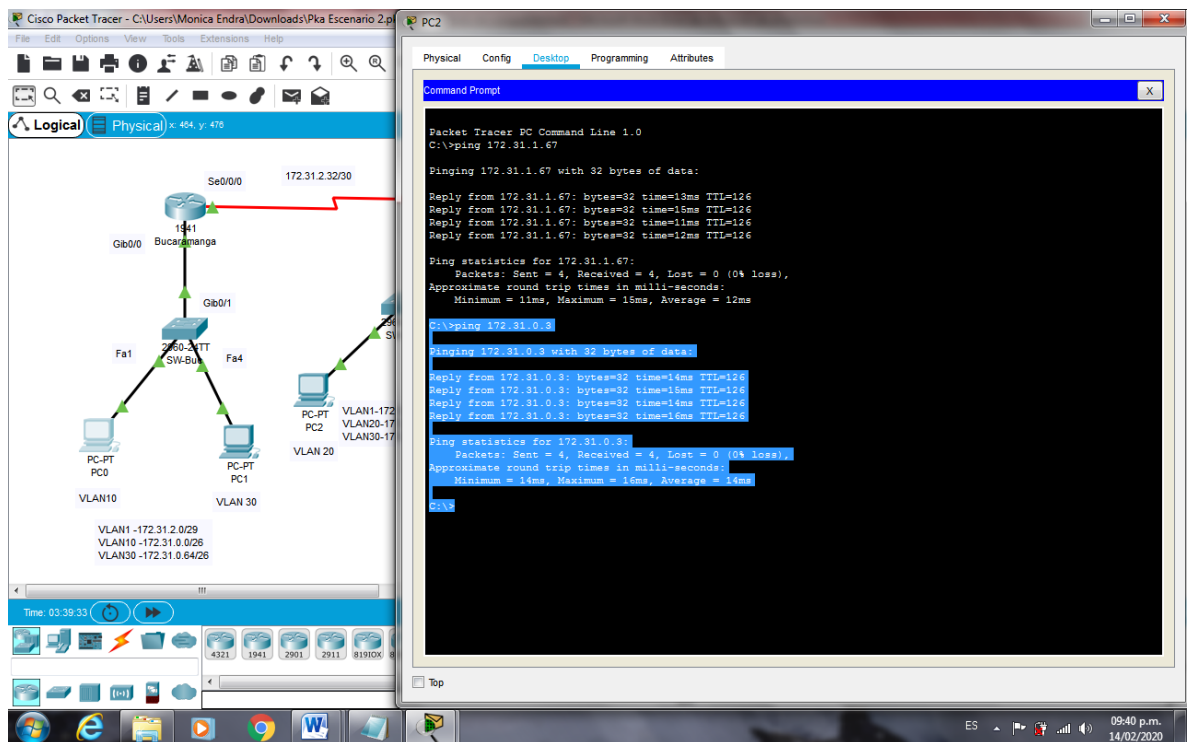 Cisco Packet Tracer - C:\Users\Monica Endra\Downloads\Pka Escenario 2.p
File Edit Options View Tools Extensions Help
Logical
Physical
x: 464, y: 476
Se0/0/0
172.31.2.32/30
1941
Bucaramanga
Gib0/0
Gib0/1
2960-24TT
SW-Buc
Fa1
Fa4
PC-PT
PC0
VLAN10
PC-PT
PC1
VLAN 30
PC-PT
PC2
VLAN 20
VLAN1-172
VLAN20-17
VLAN30-17
VLAN1 -172.31.2.0/29
VLAN10 -172.31.0.0/26
VLAN30 -172.31.0.64/26
Time: 03:39:33
4321
1941
2901
2911
819IOX
PC2
Physical Config Desktop Programming Attributes
Command Prompt
X
Packet Tracer PC Command Line 1.0
C:\>ping 172.31.1.67
Pinging 172.31.1.67 with 32 bytes of data:
Reply from 172.31.1.67: bytes=32 time=13ms TTL=126
Reply from 172.31.1.67: bytes=32 time=15ms TTL=126
Reply from 172.31.1.67: bytes=32 time=11ms TTL=126
Reply from 172.31.1.67: bytes=32 time=12ms TTL=126
Ping statistics for 172.31.1.67:
Packets: Sent = 4, Received = 4, Lost = 0 (0% loss),
Approximate round trip times in milli-seconds:
Minimum = 11ms, Maximum = 15ms, Average = 12ms
C:\>ping 172.31.0.3
Pinging 172.31.0.3 with 32 bytes of data:
Reply from 172.31.0.3: bytes=32 time=14ms TTL=126
Reply from 172.31.0.3: bytes=32 time=15ms TTL=126
Reply from 172.31.0.3: bytes=32 time=14ms TTL=126
Reply from 172.31.0.3: bytes=32 time=16ms TTL=126
Ping statistics for 172.31.0.3:
Packets: Sent = 4, Received = 4, Lost = 0 (0% loss),
Approximate round trip times in milli-seconds:
Minimum = 14ms, Maximum = 16ms, Average = 14ms
C:\>
Top
ES
09:40 p.m.
14/02/2020